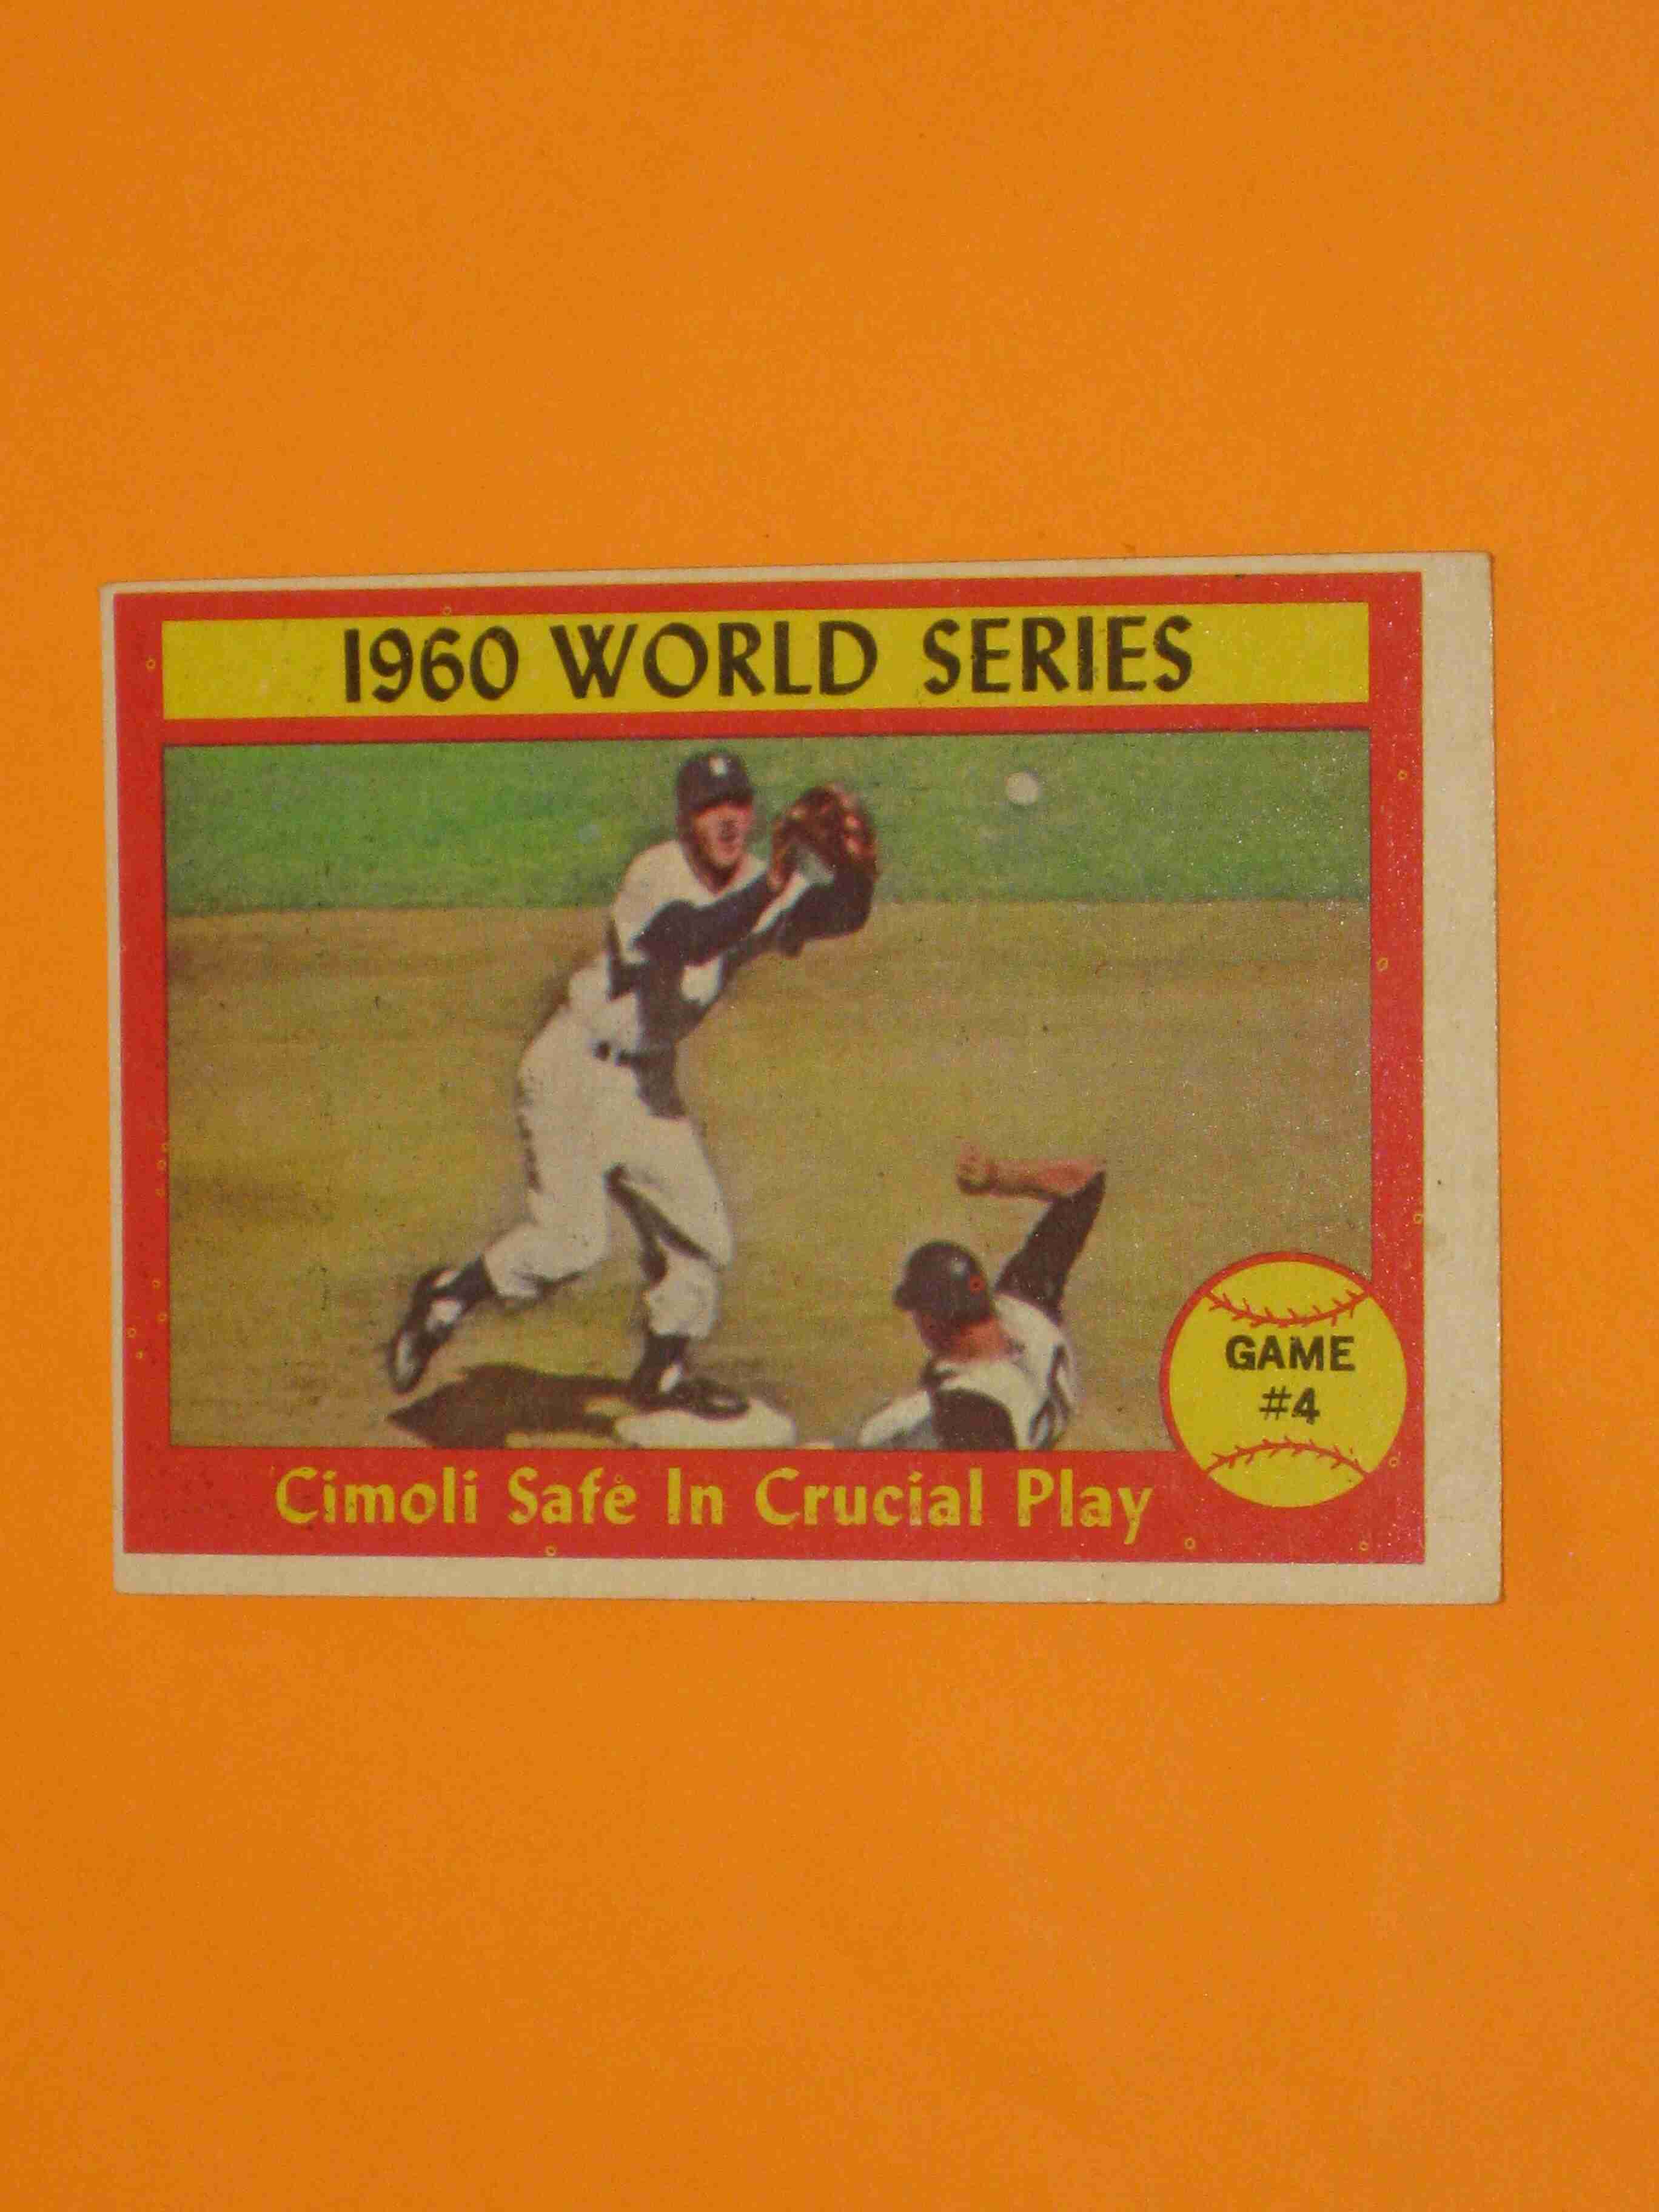 1960 WORLD SERIES
GAME
#4
Cimoli Safe In Crucial Play